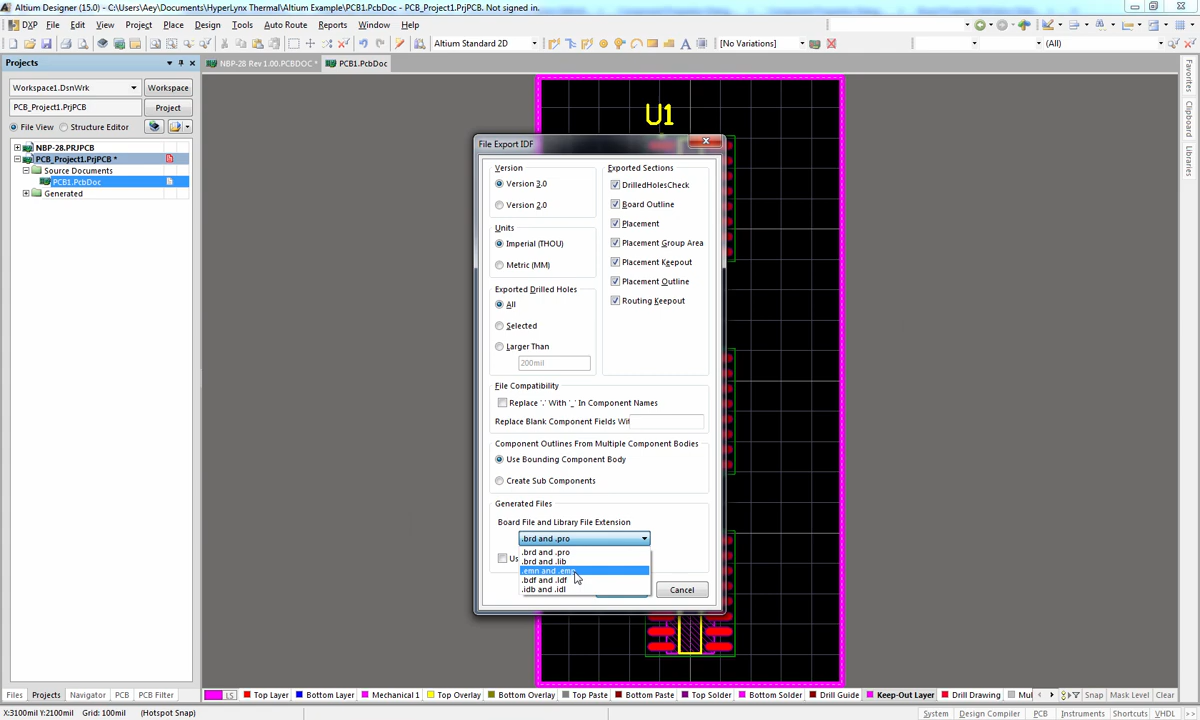 Altium Designer (15.0) - C:\Users\Aey\Documents\HyperLynx Thermal\Altium Example\PCB1.PcbDoc - PCB_Project1.PrjPCB. Not signed in.
DXP File Edit View Project Place Design Tools Auto Route Reports Window Help
Altium Standard 2D [No Variations] (All)
Projects
NBP-28 Rev 1.00.PCBDOC * PCB1.PcbDoc
Workspace1.DsnWrk Workspace
PCB_Project1.PrjPCB Project
File View Structure Editor
NBP-28.PRJPCB
PCB_Project1.PrjPCB *
Source Documents
PCB1.PcbDoc
Generated
Favorites
Clipboard
Libraries
U1
File Export IDF
Version
Version 3.0
Version 2.0
Units
Imperial (THOU)
Metric (MM)
Exported Drilled Holes
All
Selected
Larger Than
200mil
Exported Sections
DrilledHolesCheck
Board Outline
Placement
Placement Group Area
Placement Keepout
Placement Outline
Routing Keepout
File Compatibility
Replace '.' With '_' In Component Names
Replace Blank Component Fields Wit
Component Outlines From Multiple Component Bodies
Use Bounding Component Body
Create Sub Components
Generated Files
Board File and Library File Extension
.brd and .pro
Us
.brd and .pro
.brd and .lib
.emn and .emp
.bdf and .ldf
.idb and .idl
Cancel
Files Projects Navigator PCB PCB Filter
LS Top Layer Bottom Layer Mechanical 1 Top Overlay Bottom Overlay Top Paste Bottom Paste Top Solder Bottom Solder Drill Guide Keep-Out Layer Drill Drawing Mul Snap Mask Level Clear
X:3100mil Y:2100mil Grid: 100mil (Hotspot Snap)
System Design Compiler PCB Instruments Shortcuts VHDL >>